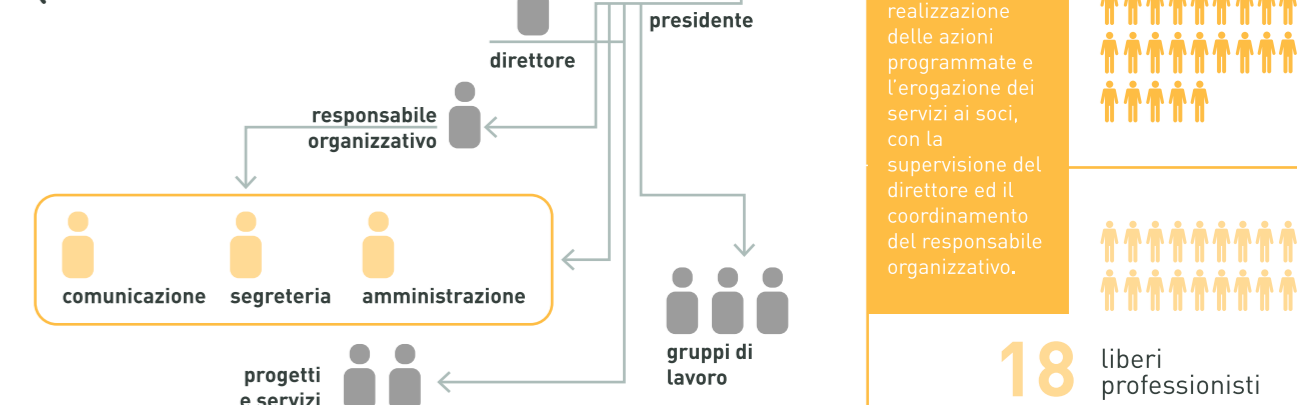 presidente
direttore
responsabile
organizzativo
comunicazione
segreteria
amministrazione
gruppi di
lavoro
progetti
e servizi
realizzazione
delle azioni
programmate e
l'erogazione dei
servizi ai soci,
con la
supervisione del
direttore ed il
coordinamento
del responsabile
organizzativo.
18
liberi
professionisti